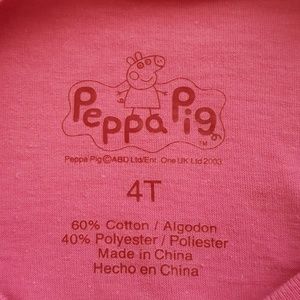 Peppa Pig
TM
Peppa Pig©ABD Ltd/Ent. One UK Ltd 2003
4T
60% Cotton / Algodon
40% Polyester / Poliester
Made in China
Hecho en China